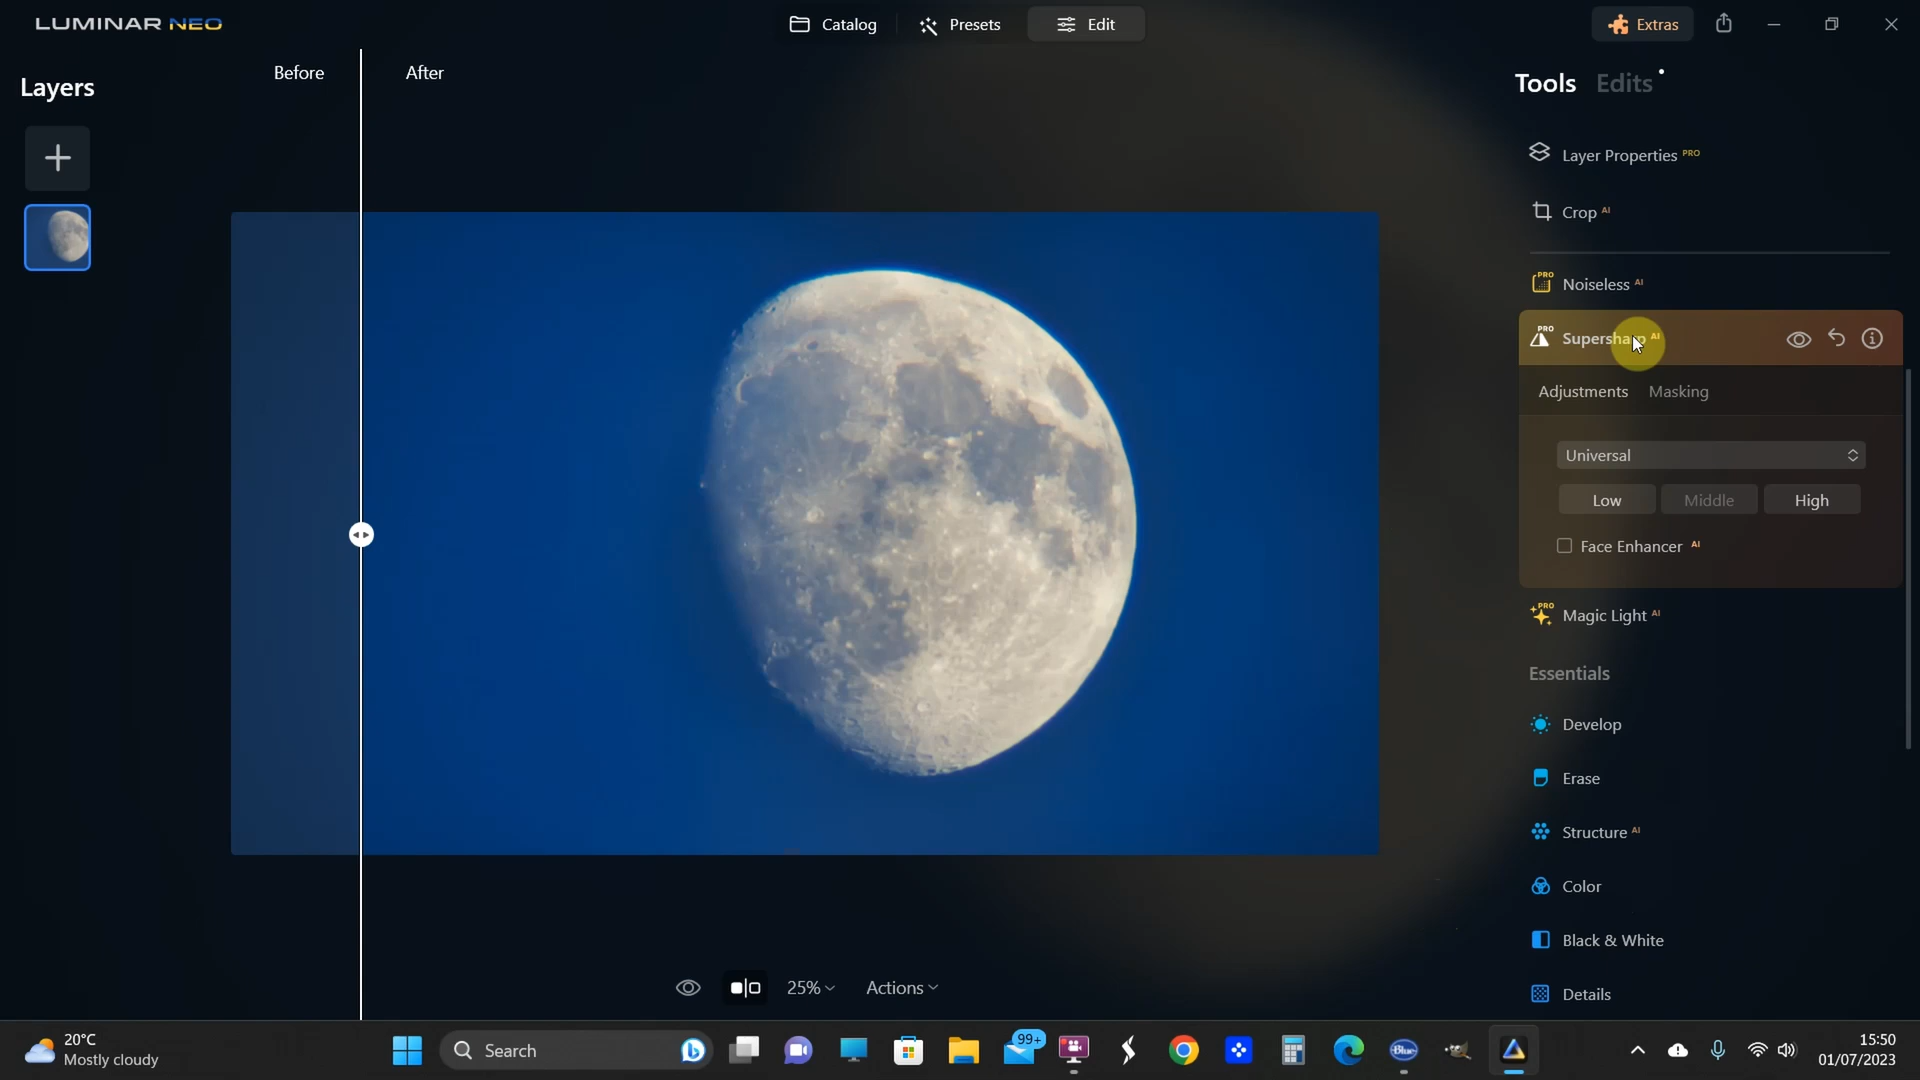 LUMINAR NEO
Catalog
Presets
Edit
Extras
Layers
Before
After
Tools
Edits
Layer Properties PRO
Crop AI
PRO
Noiseless AI
PRO
Supersharp AI
Adjustments
Masking
Universal
Low
Middle
High
Face Enhancer AI
PRO
Magic Light AI
Essentials
Develop
Erase
Structure AI
Color
Black & White
Details
25%
Actions
20°C
Mostly cloudy
Search
99+
Blue
15:50
01/07/2023